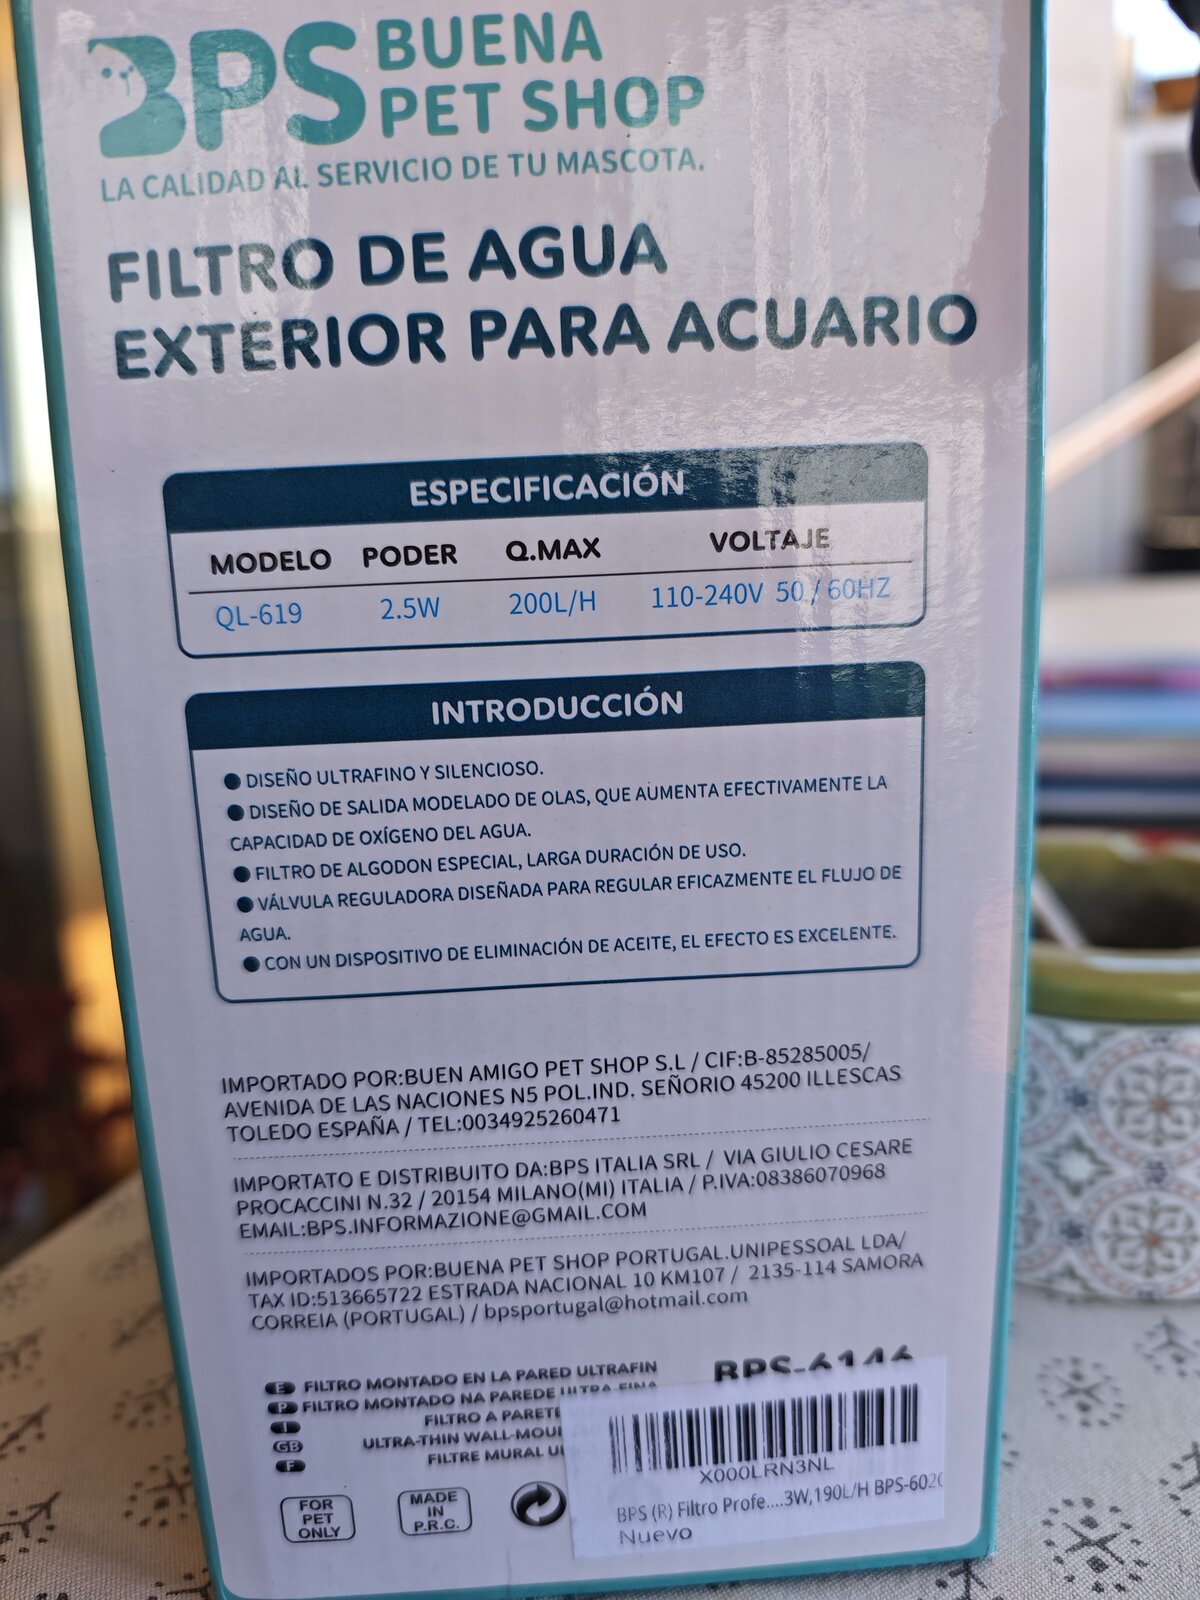 BPS BUENA
PET SHOP
LA CALIDAD AL SERVICIO DE TU MASCOTA.
FILTRO DE AGUA
EXTERIOR PARA ACUARIO
ESPECIFICACIÓN
MODELO PODER Q.MAX VOLTAJE
QL-619 2.5W 200L/H 110-240V 50/60HZ
INTRODUCCIÓN
● DISEÑO ULTRAFINO Y SILENCIOSO.
● DISEÑO DE SALIDA MODELADO DE OLAS, QUE AUMENTA EFECTIVAMENTE LA
CAPACIDAD DE OXÍGENO DEL AGUA.
● FILTRO DE ALGODON ESPECIAL, LARGA DURACIÓN DE USO.
● VÁLVULA REGULADORA DISEÑADA PARA REGULAR EFICAZMENTE EL FLUJO DE
AGUA.
● CON UN DISPOSITIVO DE ELIMINACIÓN DE ACEITE, EL EFECTO ES EXCELENTE.
IMPORTADO POR:BUEN AMIGO PET SHOP S.L / CIF:B-85285005/
AVENIDA DE LAS NACIONES N5 POL.IND. SEÑORIO 45200 ILLESCAS
TOLEDO ESPAÑA / TEL:0034925260471
IMPORTATO E DISTRIBUITO DA:BPS ITALIA SRL / VIA GIULIO CESARE
PROCACCINI N.32 / 20154 MILANO(MI) ITALIA / P.IVA:08386070968
EMAIL:BPS.INFORMAZIONE@GMAIL.COM
IMPORTADOS POR:BUENA PET SHOP PORTUGAL.UNIPESSOAL LDA/
TAX ID:513665722 ESTRADA NACIONAL 10 KM107 / 2135-114 SAMORA
CORREIA (PORTUGAL) / bpsportugal@hotmail.com
E FILTRO MONTADO EN LA PARED ULTRAFIN
P FILTRO MONTADO NA PAREDE ULTRA-FINA
I FILTRO A PARETE
GB ULTRA-THIN WALL-MOU
F FILTRE MURAL U
BPS-6146
X000LRN3NL
BPS (R) Filtro Profe....3W,190L/H BPS-602
Nuevo
FOR
PET
ONLY
MADE
IN
P.R.C.